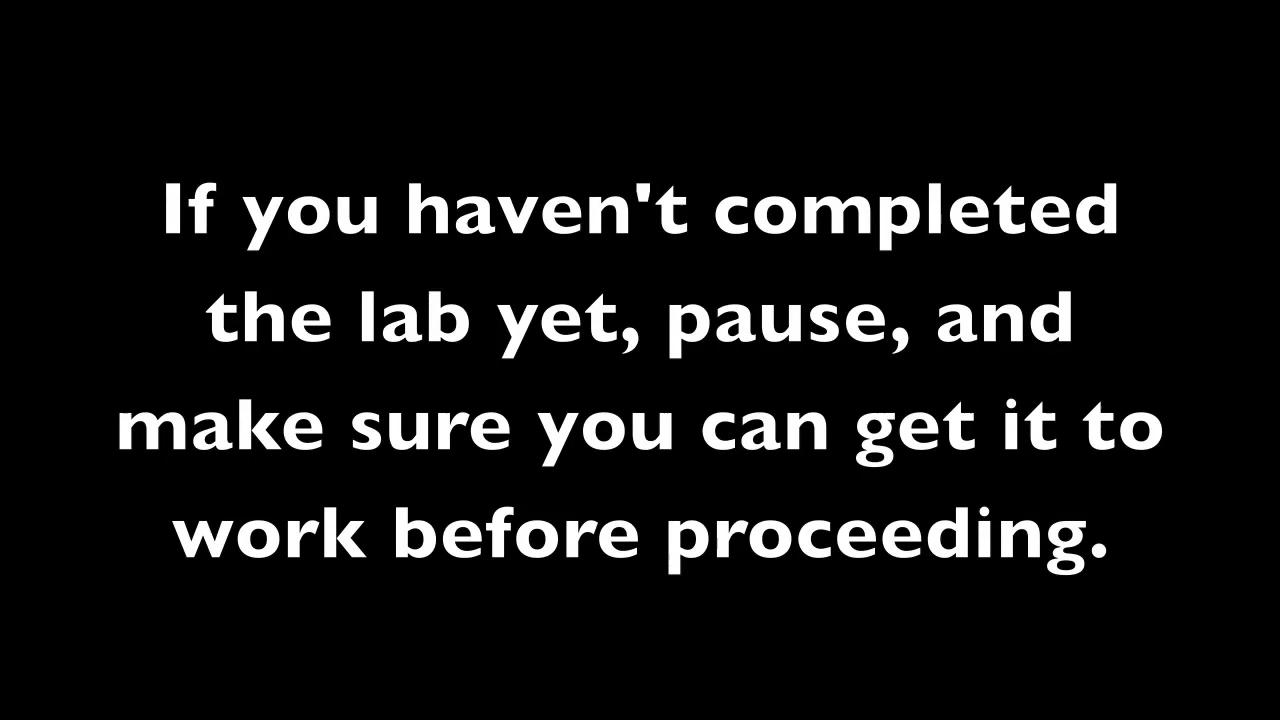 If you haven't completed
the lab yet, pause, and
make sure you can get it to
work before proceeding.